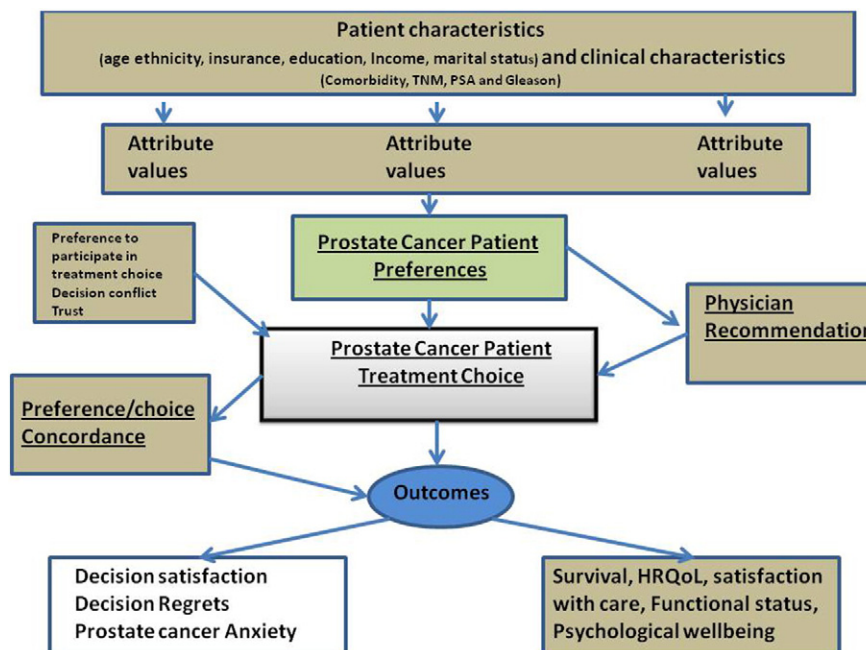 Patient characteristics
(age ethnicity, insurance, education, Income, marital status) and clinical characteristics
(Comorbidity, TNM, PSA and Gleason)
Attribute
values
Attribute
values
Attribute
values
Prostate Cancer Patient
Preferences
Preference to
participate in
treatment choice
Decision conflict
Trust
Physician
Recommendation
Prostate Cancer Patient
Treatment Choice
Preference/choice
Concordance
Outcomes
Decision satisfaction
Decision Regrets
Prostate cancer Anxiety
Survival, HRQoL, satisfaction
with care, Functional status,
Psychological wellbeing